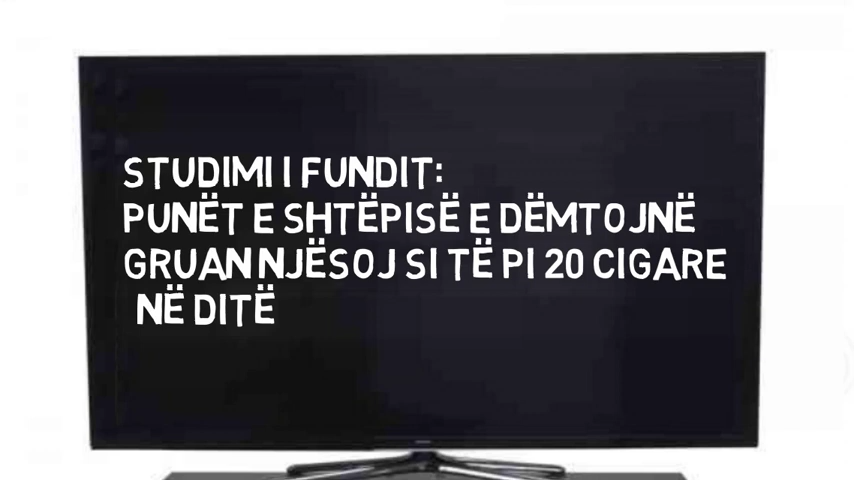 STUDIMI I FUNDIT:
PUNËT E SHTËPISË E DËMTOJNË
GRUAN NJËSOJ SI TË PI 20 CIGARE
NË DITË